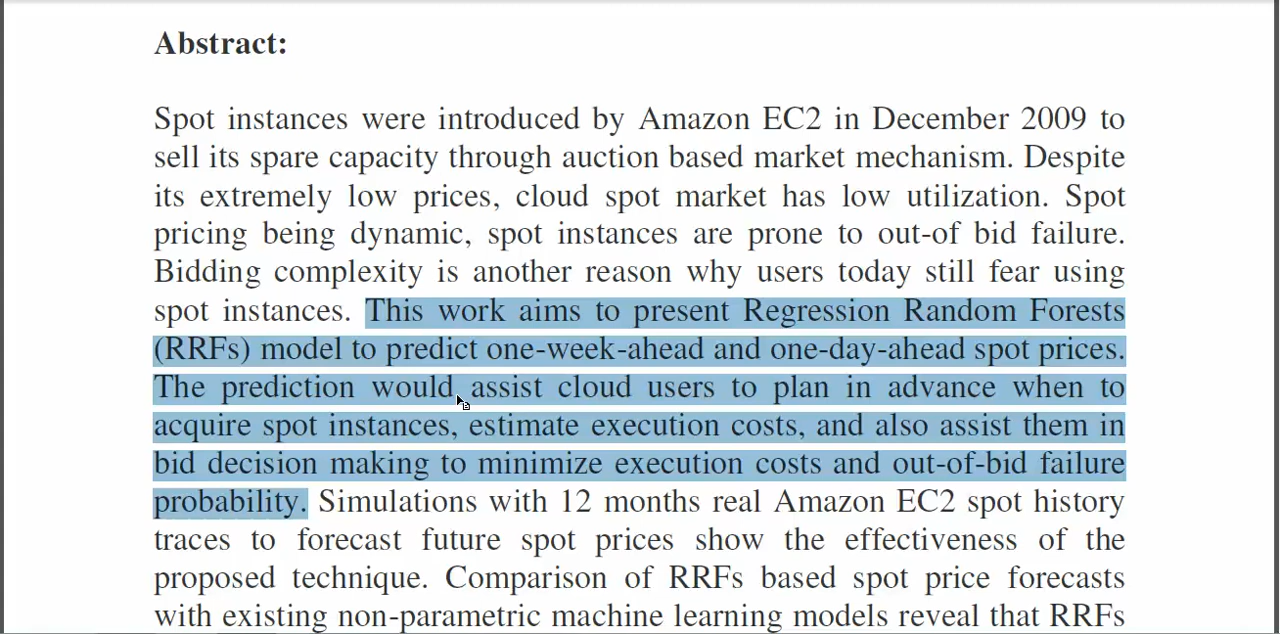 Abstract:
Spot instances were introduced by Amazon EC2 in December 2009 to
sell its spare capacity through auction based market mechanism. Despite
its extremely low prices, cloud spot market has low utilization. Spot
pricing being dynamic, spot instances are prone to out-of bid failure.
Bidding complexity is another reason why users today still fear using
spot instances. This work aims to present Regression Random Forests
(RRFs) model to predict one-week-ahead and one-day-ahead spot prices.
The prediction would assist cloud users to plan in advance when to
acquire spot instances, estimate execution costs, and also assist them in
bid decision making to minimize execution costs and out-of-bid failure
probability. Simulations with 12 months real Amazon EC2 spot history
traces to forecast future spot prices show the effectiveness of the
proposed technique. Comparison of RRFs based spot price forecasts
with existing non-parametric machine learning models reveal that RRFs